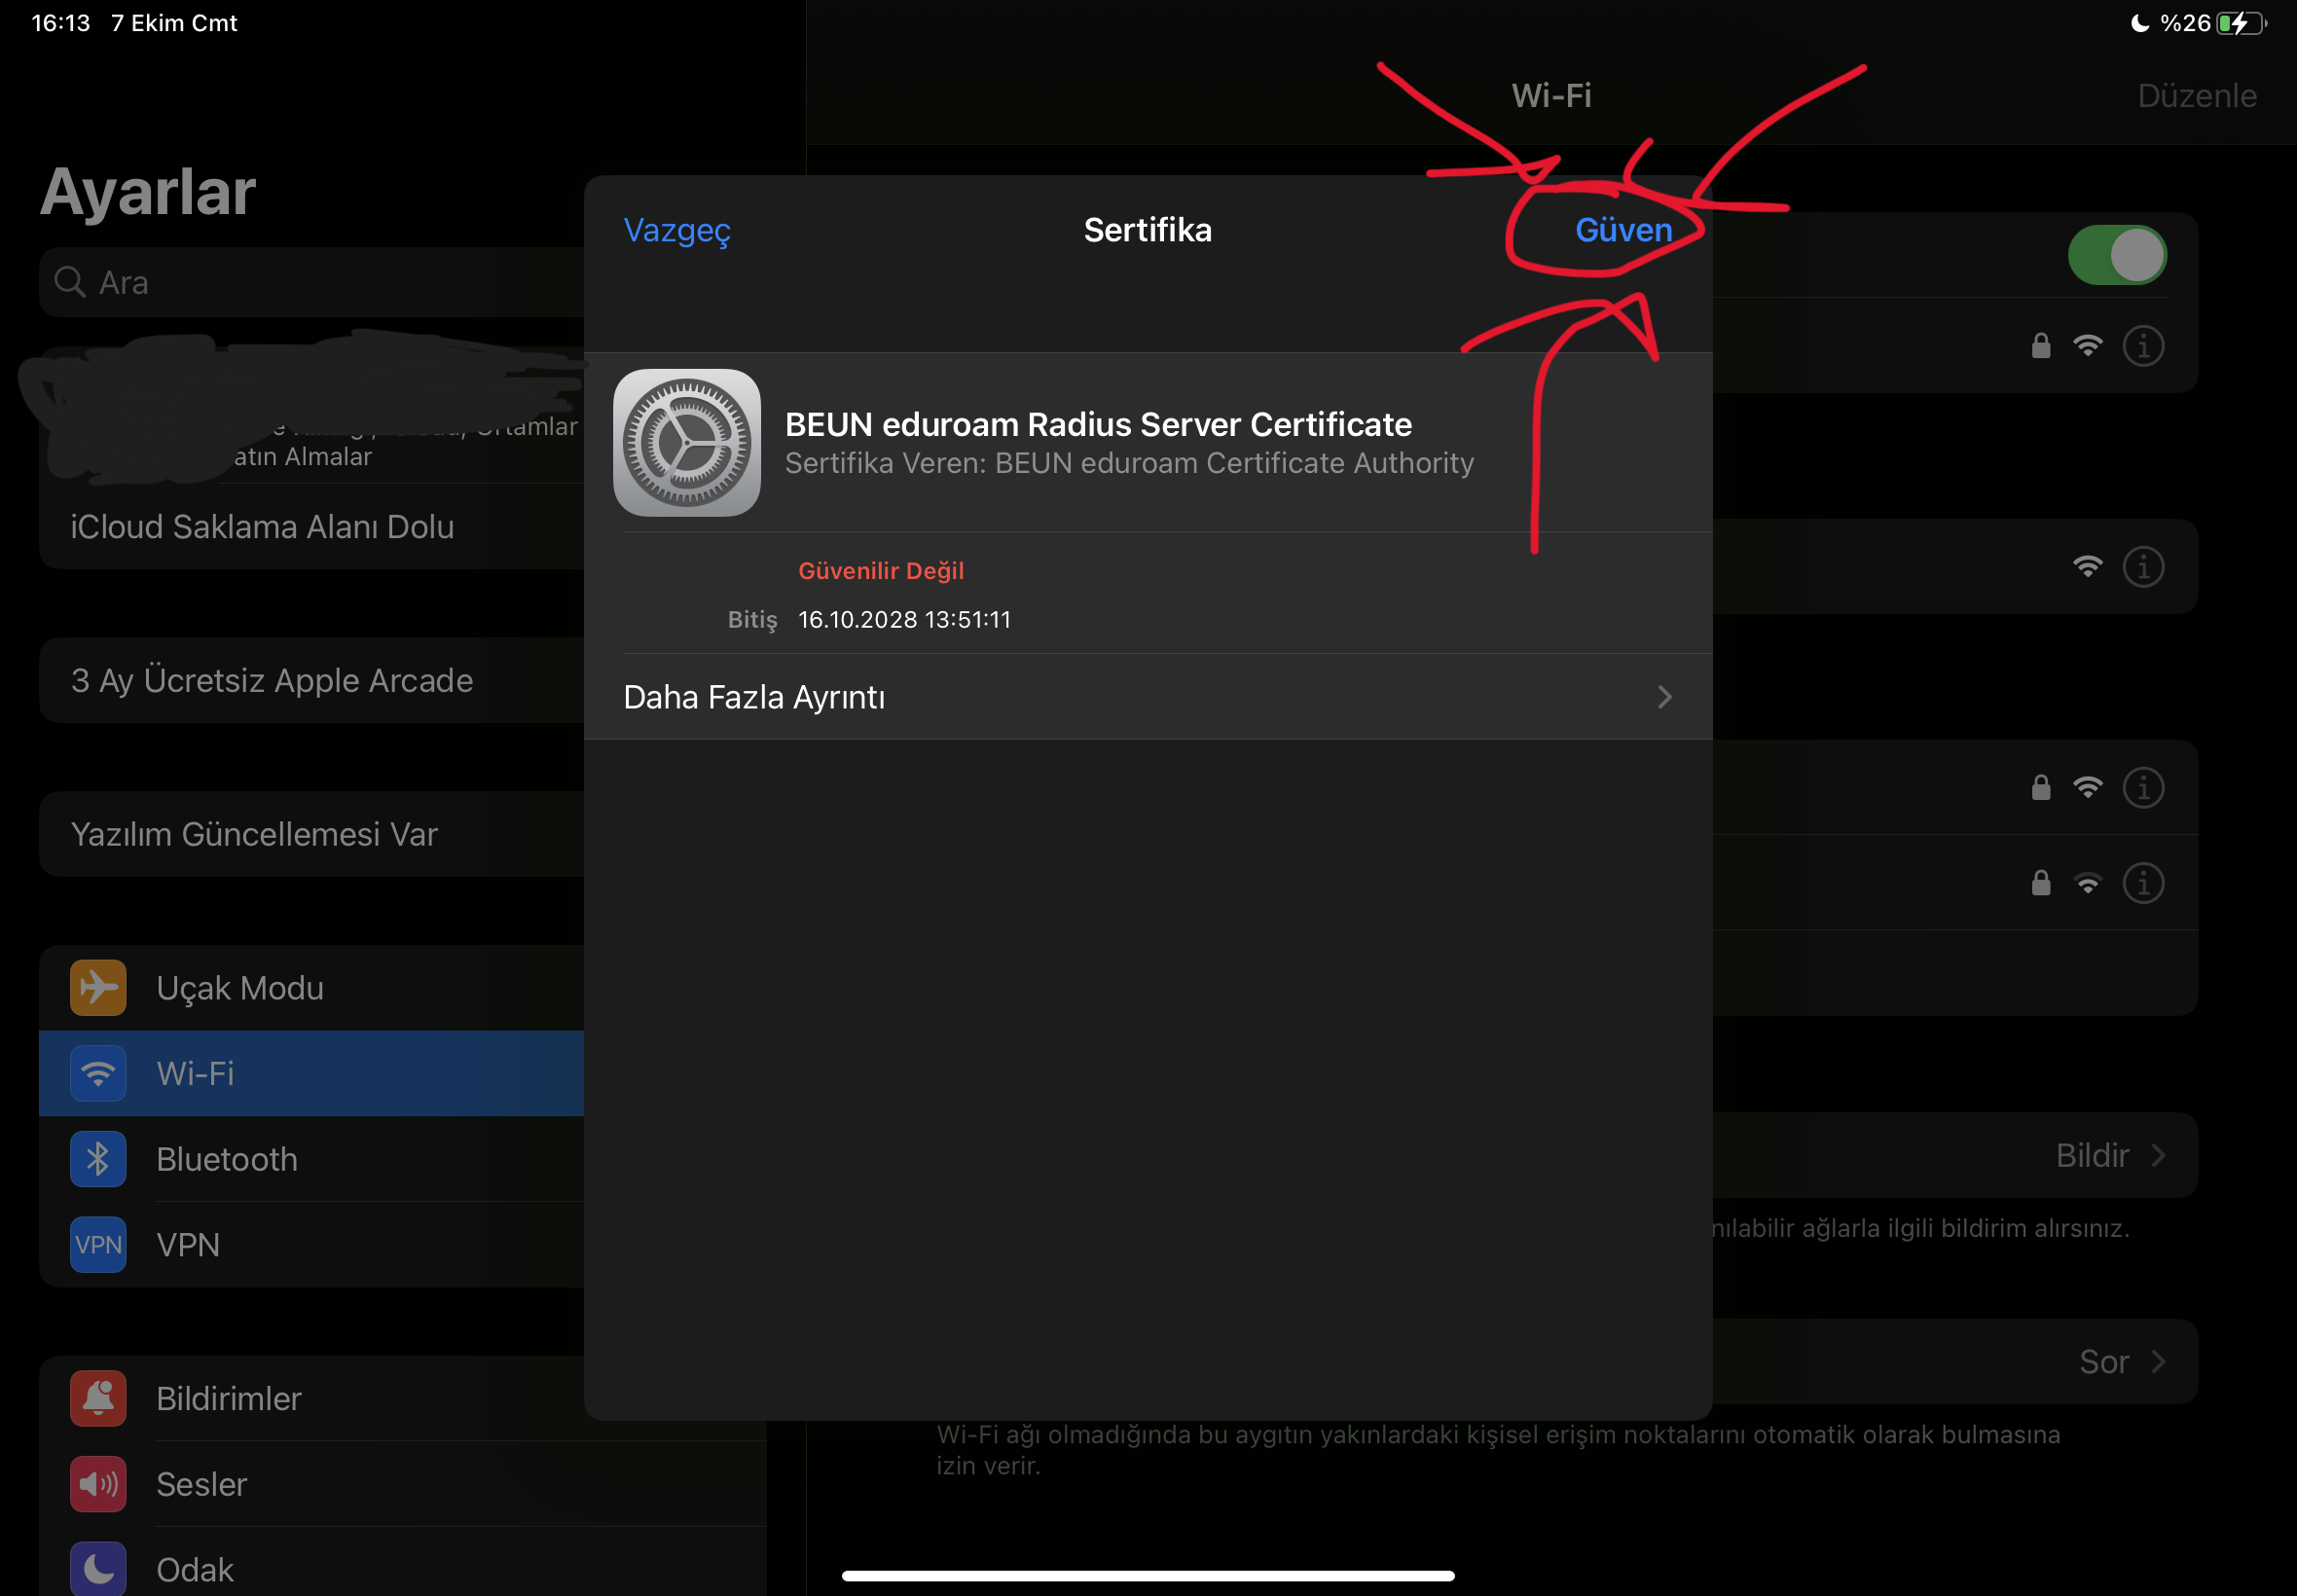 16:13 7 Ekim Cmt
%26
Ayarlar
Ara
Ortamlar
atın Almalar
iCloud Saklama Alanı Dolu
3 Ay Ücretsiz Apple Arcade
Yazılım Güncellemesi Var
Uçak Modu
Wi-Fi
Bluetooth
VPN VPN
Bildirimler
Sesler
Odak
Wi-Fi
Düzenle
Vazgeç
Sertifika
Güven
BEUN eduroam Radius Server Certificate
Sertifika Veren: BEUN eduroam Certificate Authority
Güvenilir Değil
Bitiş 16.10.2028 13:51:11
Daha Fazla Ayrıntı
Bildir
nılabilir ağlarla ilgili bildirim alırsınız.
Sor
Wi-Fi ağı olmadığında bu aygıtın yakınlardaki kişisel erişim noktalarını otomatik olarak bulmasına
izin verir.